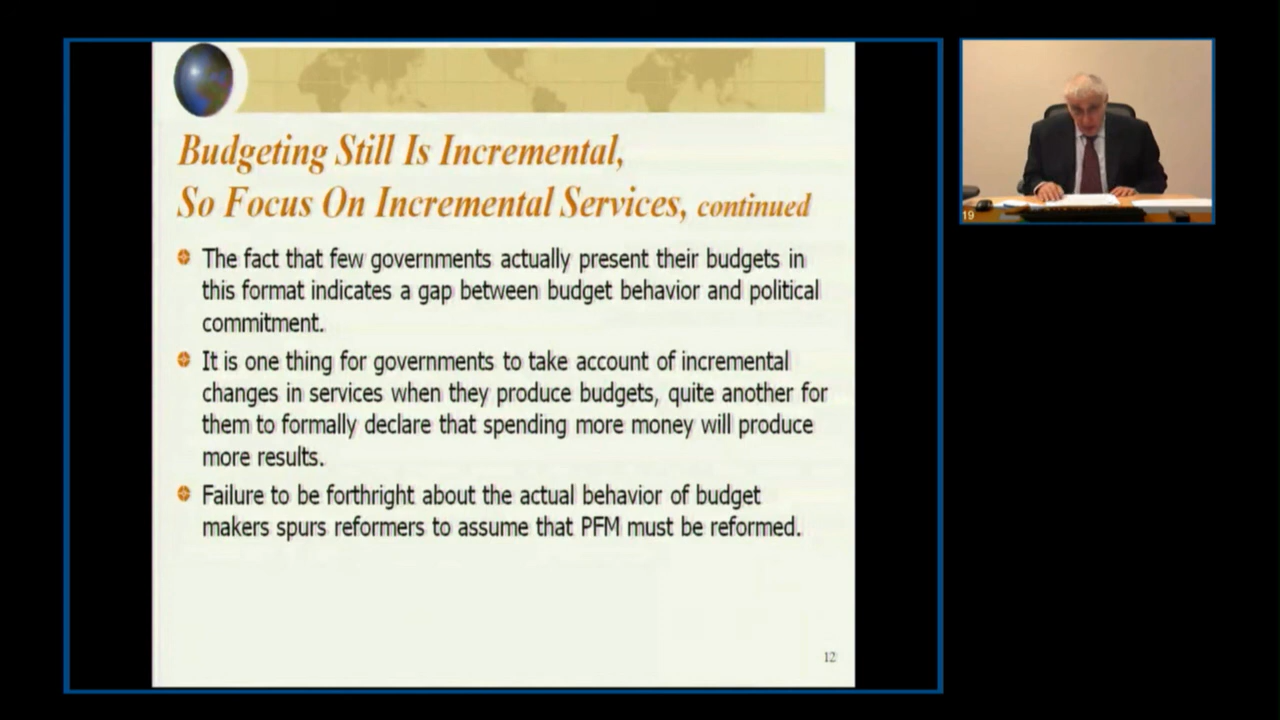 Budgeting Still Is Incremental,
So Focus On Incremental Services, continued
The fact that few governments actually present their budgets in
this format indicates a gap between budget behavior and political
commitment.
It is one thing for governments to take account of incremental
changes in services when they produce budgets, quite another for
them to formally declare that spending more money will produce
more results.
Failure to be forthright about the actual behavior of budget
makers spurs reformers to assume that PFM must be reformed.
12
19